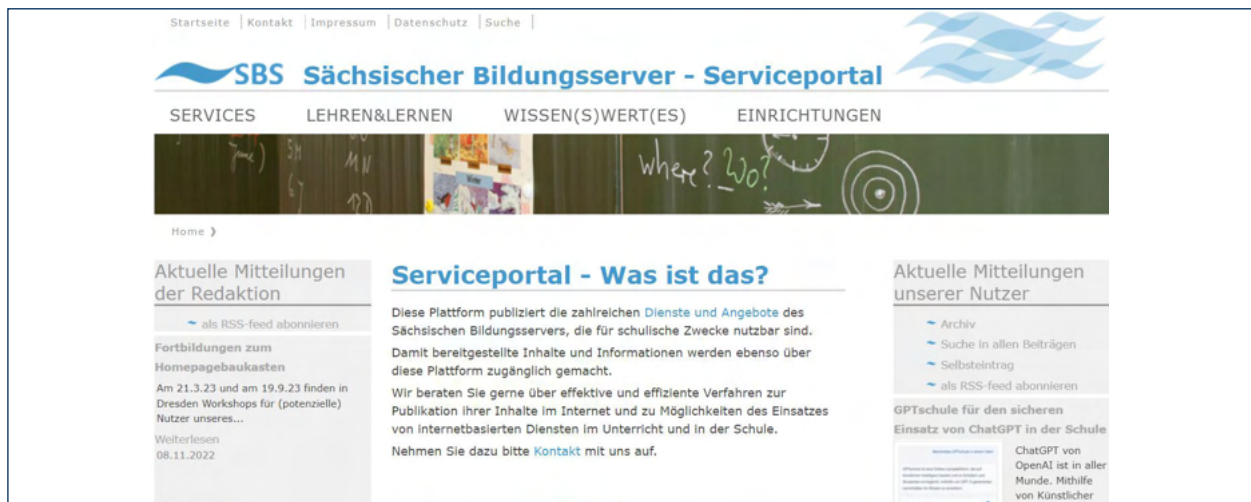 Startseite | Kontakt | Impressum | Datenschutz | Suche |
SBS Sächsischer Bildungsserver - Serviceportal
SERVICES LEHREN&LERNEN WISSEN(S)WERT(ES) EINRICHTUNGEN
where? Wo?
Winter
Home ❯
Aktuelle Mitteilungen
der Redaktion
als RSS-feed abonnieren
Fortbildungen zum
Homepagebaukasten
Am 21.3.23 und am 19.9.23 finden in
Dresden Workshops für (potenzielle)
Nutzer unseres...
Weiterlesen
08.11.2022
Serviceportal - Was ist das?
Diese Plattform publiziert die zahlreichen Dienste und Angebote des
Sächsischen Bildungsservers, die für schulische Zwecke nutzbar sind.
Damit bereitgestellte Inhalte und Informationen werden ebenso über
diese Plattform zugänglich gemacht.
Wir beraten Sie gerne über effektive und effiziente Verfahren zur
Publikation ihrer Inhalte im Internet und zu Möglichkeiten des Einsatzes
von internetbasierten Diensten im Unterricht und in der Schule.
Nehmen Sie dazu bitte Kontakt mit uns auf.
Aktuelle Mitteilungen
unserer Nutzer
Archiv
Suche in allen Beiträgen
Selbsteintrag
als RSS-feed abonnieren
GPTschule für den sicheren
Einsatz von ChatGPT in der Schule
ChatGPT von
OpenAI ist in aller
Munde. Mithilfe
von Künstlicher